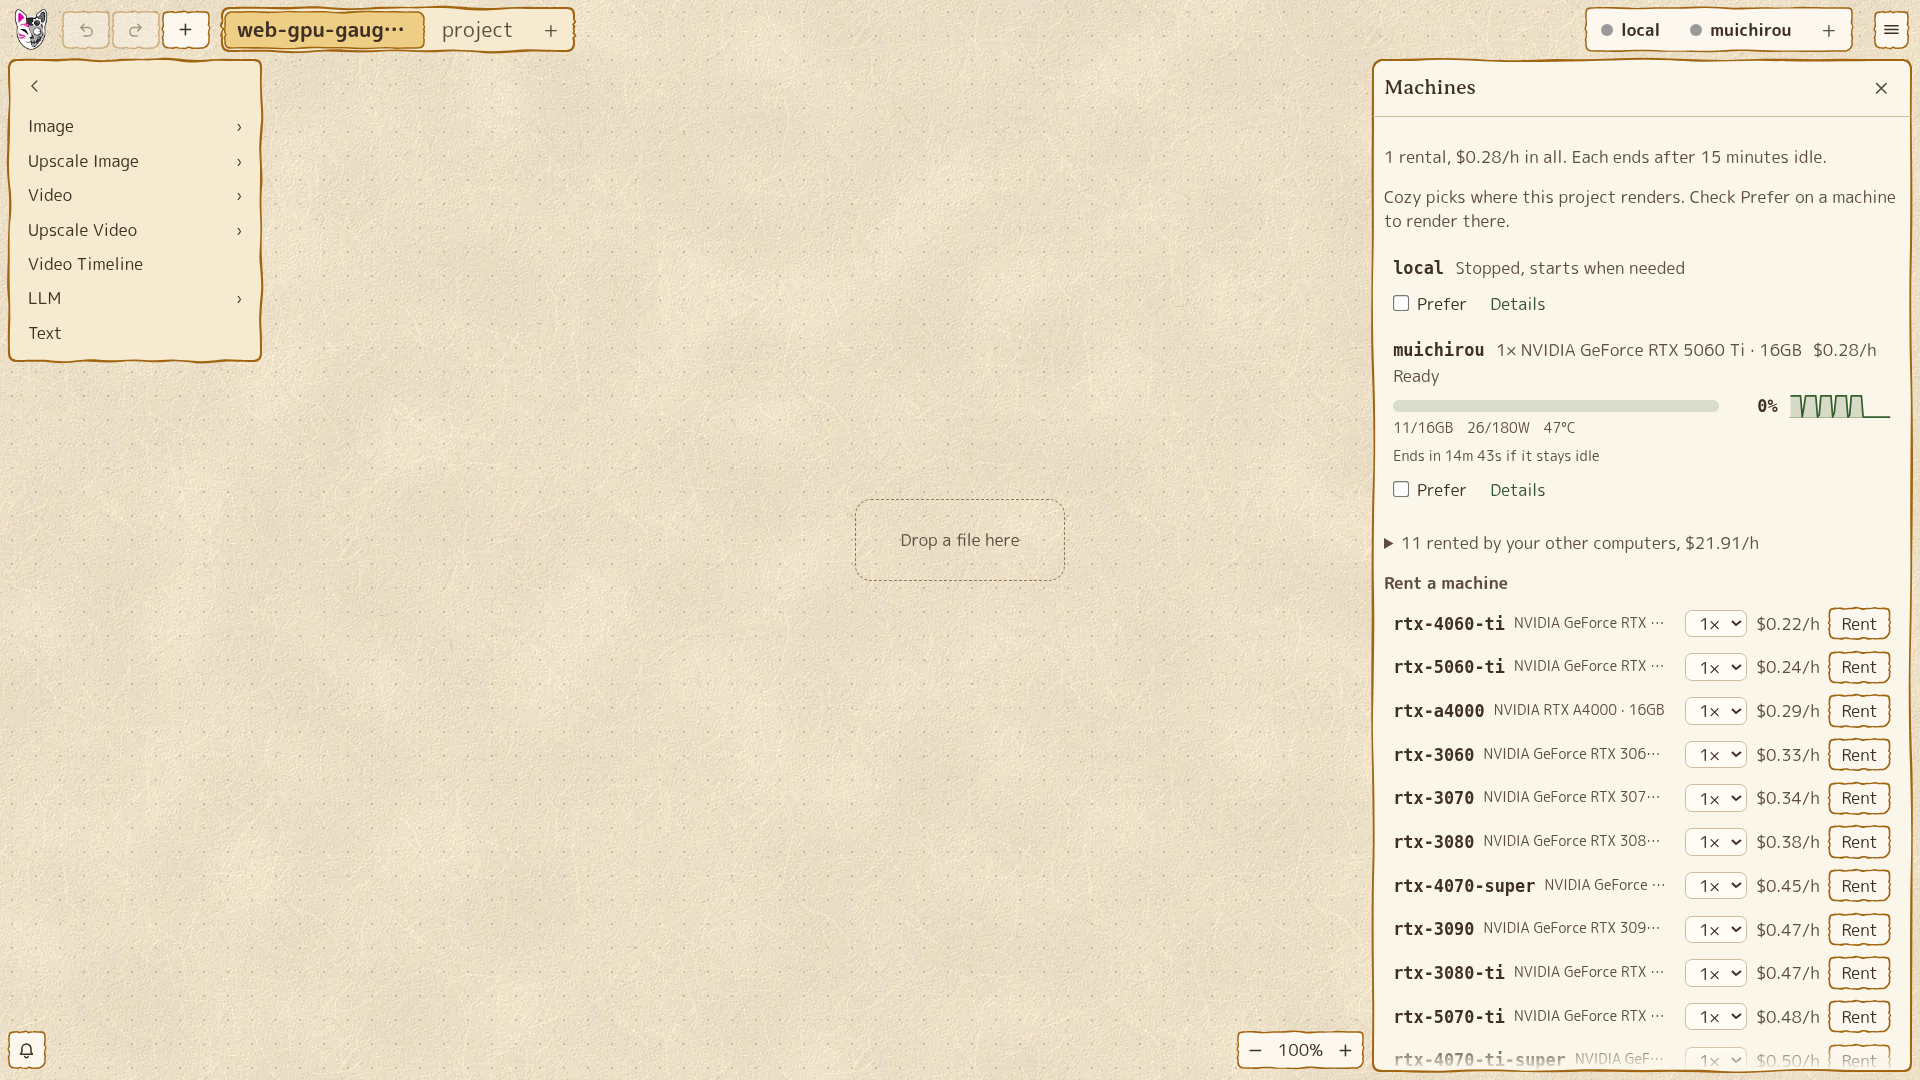 web-gpu-gaug···
project
local
muichirou
Image
Upscale Image
Video
Upscale Video
Video Timeline
LLM
Text
Drop a file here
100%
Machines
1 rental, $0.28/h in all. Each ends after 15 minutes idle.
Cozy picks where this project renders. Check Prefer on a machine
to render there.
local Stopped, starts when needed
Prefer Details
muichirou 1× NVIDIA GeForce RTX 5060 Ti · 16GB $0.28/h
Ready
0%
11/16GB 26/180W 47°C
Ends in 14m 43s if it stays idle
Prefer Details
11 rented by your other computers, $21.91/h
Rent a machine
rtx-4060-ti NVIDIA GeForce RTX ··· 1× $0.22/h Rent
rtx-5060-ti NVIDIA GeForce RTX ··· 1× $0.24/h Rent
rtx-a4000 NVIDIA RTX A4000 · 16GB 1× $0.29/h Rent
rtx-3060 NVIDIA GeForce RTX 306··· 1× $0.33/h Rent
rtx-3070 NVIDIA GeForce RTX 307··· 1× $0.34/h Rent
rtx-3080 NVIDIA GeForce RTX 308··· 1× $0.38/h Rent
rtx-4070-super NVIDIA GeForce ··· 1× $0.45/h Rent
rtx-3090 NVIDIA GeForce RTX 309··· 1× $0.47/h Rent
rtx-3080-ti NVIDIA GeForce RTX ··· 1× $0.47/h Rent
rtx-5070-ti NVIDIA GeForce RTX ··· 1× $0.48/h Rent
rtx-4070-ti-super NVIDIA GeF··· 1× $0.50/h Rent